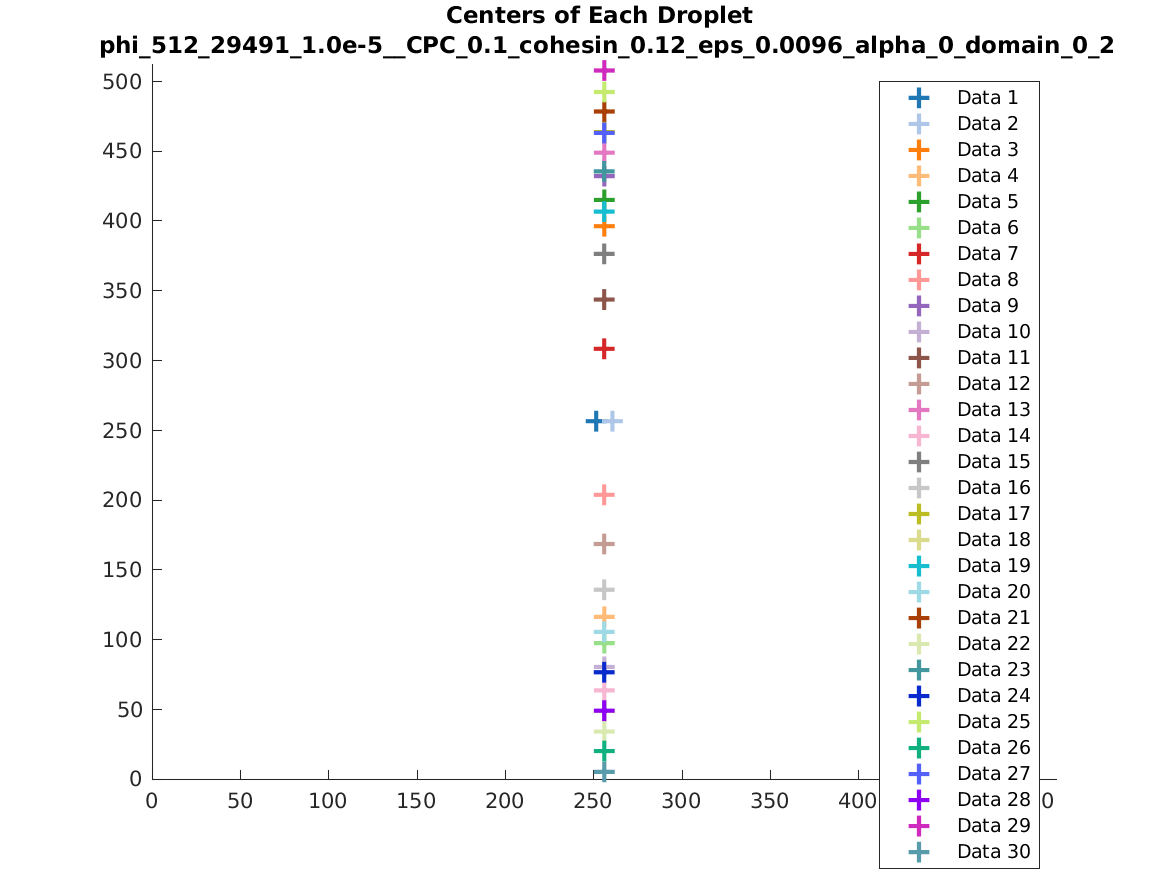 Centers of Each Droplet
phi_512_29491_1.0e-5__CPC_0.1_cohesin_0.12_eps_0.0096_alpha_0_domain_0_2
500
450
400
350
300
250
200
150
100
50
0
0 50 100 150 200 250 300 350 400 0
Data 1
Data 2
Data 3
Data 4
Data 5
Data 6
Data 7
Data 8
Data 9
Data 10
Data 11
Data 12
Data 13
Data 14
Data 15
Data 16
Data 17
Data 18
Data 19
Data 20
Data 21
Data 22
Data 23
Data 24
Data 25
Data 26
Data 27
Data 28
Data 29
Data 30